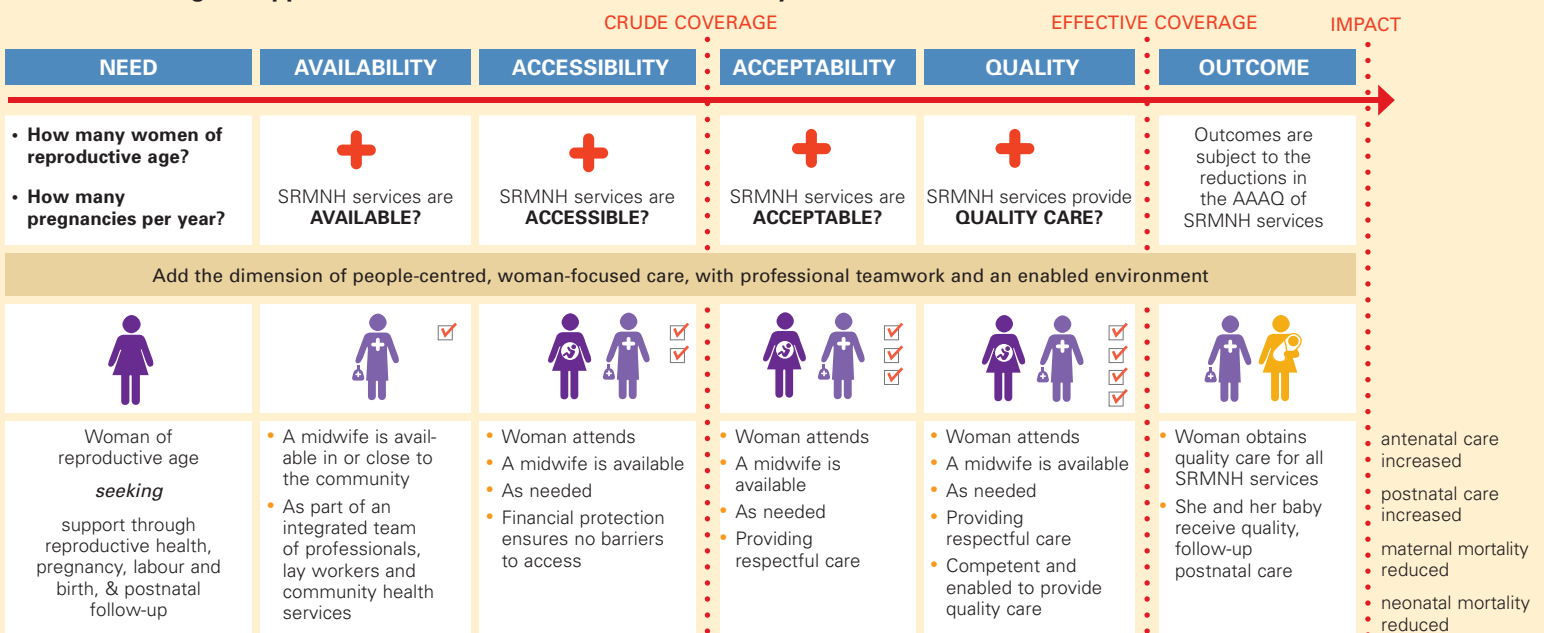 CRUDE COVERAGE
EFFECTIVE COVERAGE
IMPACT
NEED
AVAILABILITY
ACCESSIBILITY
ACCEPTABILITY
QUALITY
OUTCOME
• How many women of
reproductive age?
• How many
pregnancies per year?
SRMNH services are
AVAILABLE?
SRMNH services are
ACCESSIBLE?
SRMNH services are
ACCEPTABLE?
SRMNH services provide
QUALITY CARE?
Outcomes are
subject to the
reductions in
the AAAQ of
SRMNH services
Add the dimension of people-centred, woman-focused care, with professional teamwork and an enabled environment
Woman of
reproductive age
seeking
support through
reproductive health,
pregnancy, labour and
birth, & postnatal
follow-up
• A midwife is avail-
able in or close to
the community
• As part of an
integrated team
of professionals,
lay workers and
community health
services
• Woman attends
• A midwife is available
• As needed
• Financial protection
ensures no barriers
to access
• Woman attends
• A midwife is
available
• As needed
• Providing
respectful care
• Woman attends
• A midwife is available
• As needed
• Providing
respectful care
• Competent and
enabled to provide
quality care
• Woman obtains
quality care for all
SRMNH services
• She and her baby
receive quality,
follow-up
postnatal care
antenatal care
increased
postnatal care
increased
maternal mortality
reduced
neonatal mortality
reduced